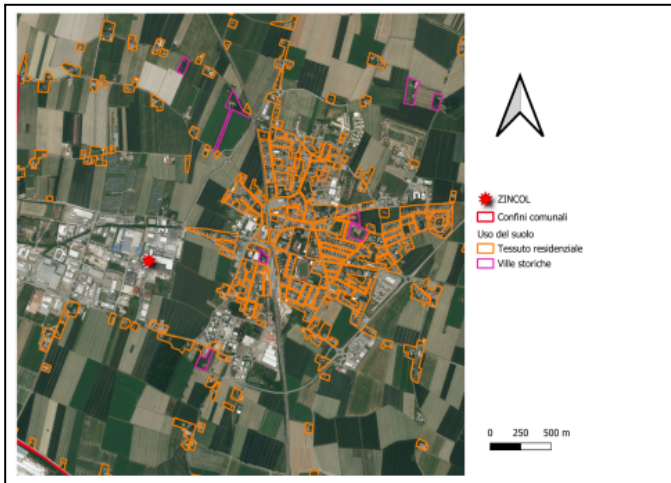 ZINCOL
Confini comunali
Uso del suolo
Tessuto residenziale
Ville storiche
0 250 500 m